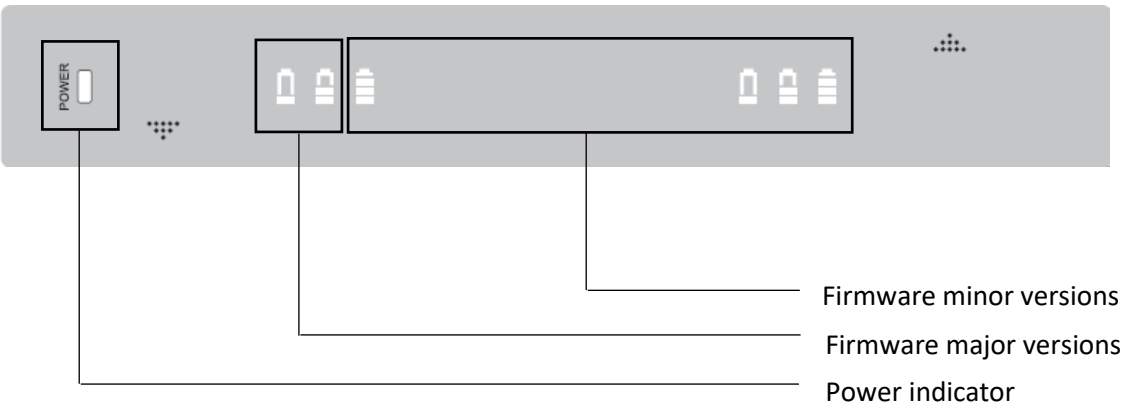 POWER
Firmware minor versions
Firmware major versions
Power indicator